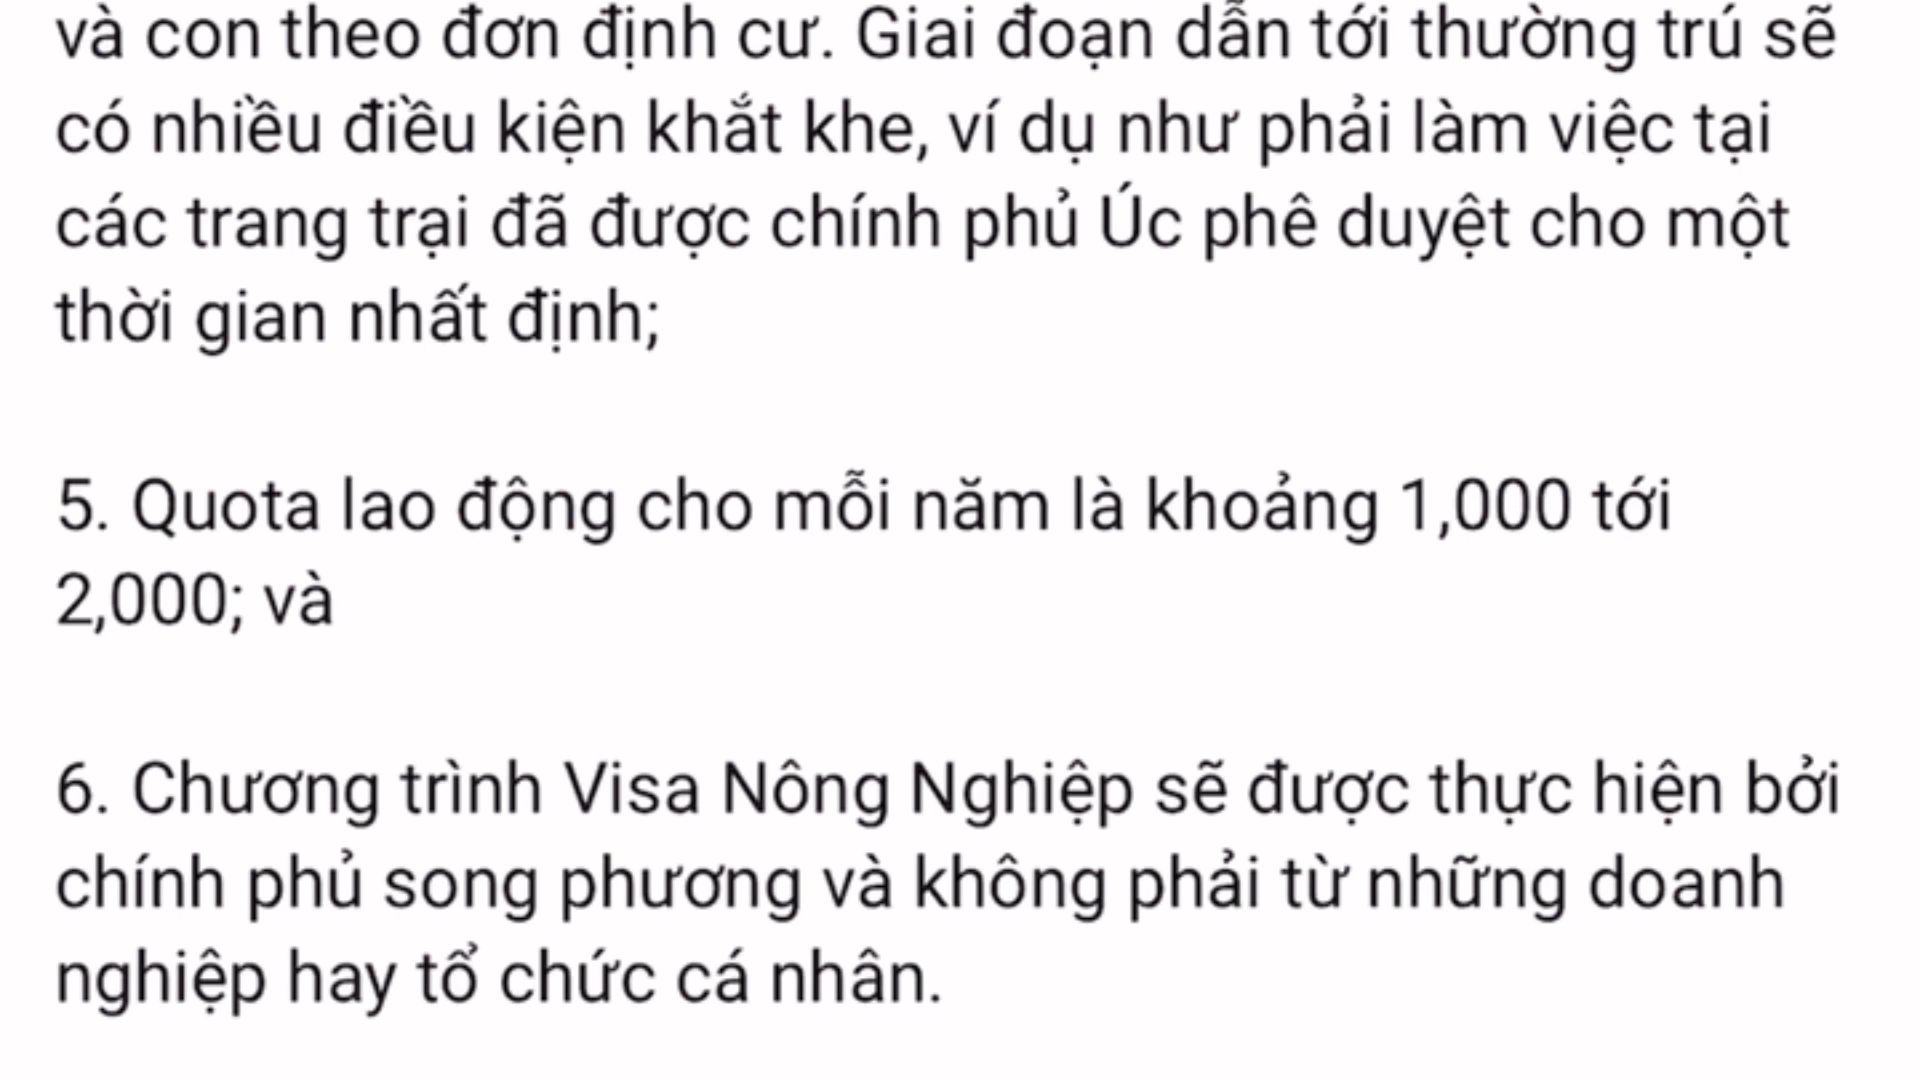 và con theo đơn định cư. Giai đoạn dẫn tới thường trú sẽ
có nhiều điều kiện khắt khe, ví dụ như phải làm việc tại
các trang trại đã được chính phủ Úc phê duyệt cho một
thời gian nhất định;
5. Quota lao động cho mỗi năm là khoảng 1,000 tới
2,000; và
6. Chương trình Visa Nông Nghiệp sẽ được thực hiện bởi
chính phủ song phương và không phải từ những doanh
nghiệp hay tổ chức cá nhân.